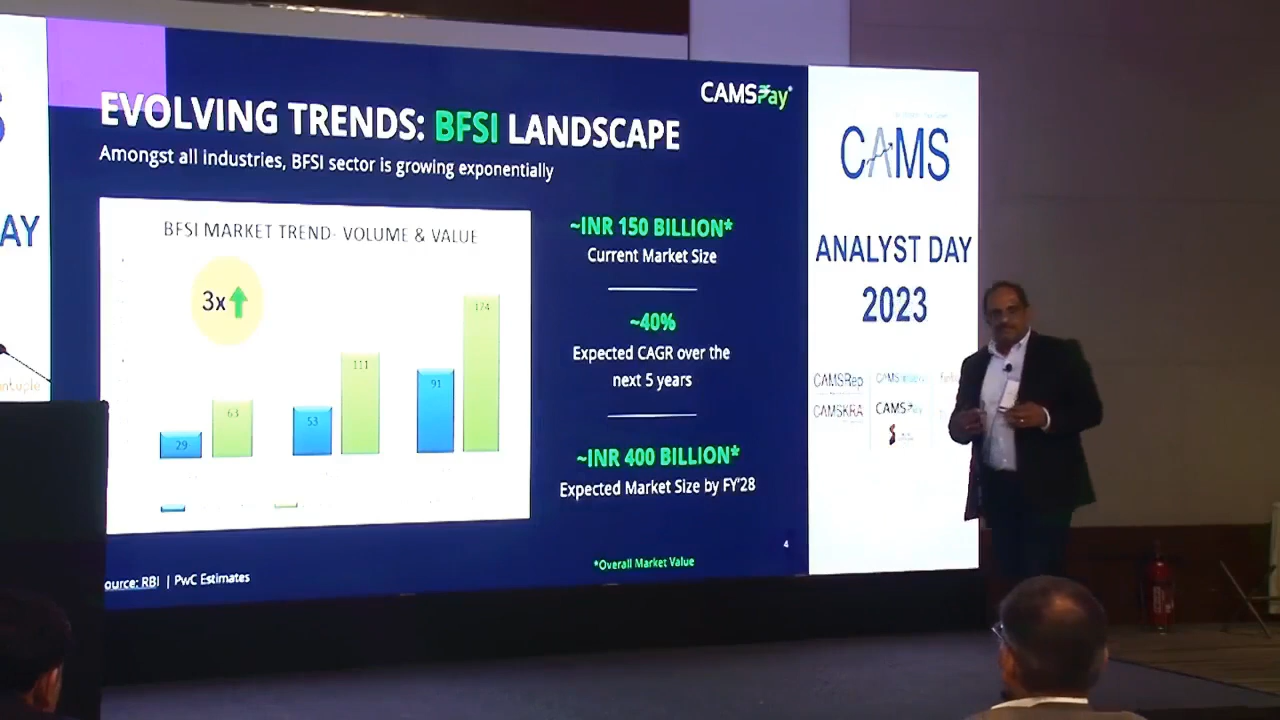 S
AY
EVOLVING TRENDS: BFSI LANDSCAPE
CAMSPay
Amongst all industries, BFSI sector is growing exponentially
BFSI MARKET TREND- VOLUME & VALUE
3x
29
63
53
111
91
174
~INR 150 BILLION*
Current Market Size
~40%
Expected CAGR over the
next 5 years
~INR 400 BILLION*
Expected Market Size by FY'28
*Overall Market Value
4
ource: RBI | PwC Estimates
CAMS
ANALYST DAY
2023
CAMSRep
CAMSKRA
CAMSPay